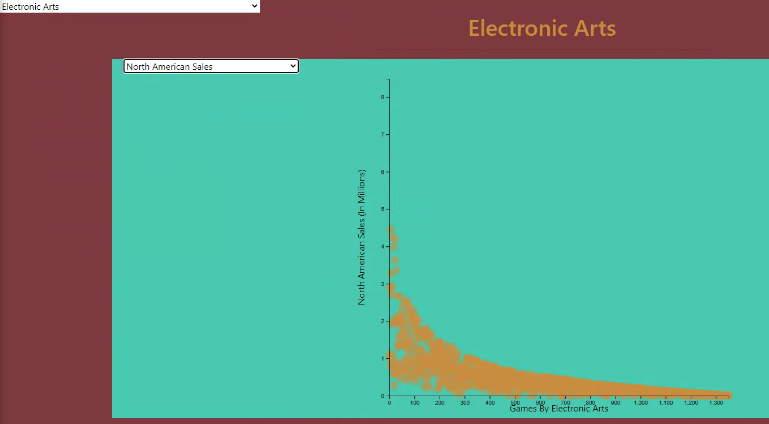 Electronic Arts
Electronic Arts
North American Sales
8
7
6
5
4
3
2
1
0
North American Sales (In Millions)
0 100 200 300 400 500 600 700 800 900 1,000 1,100 1,200 1,300
Games By Electronic Arts